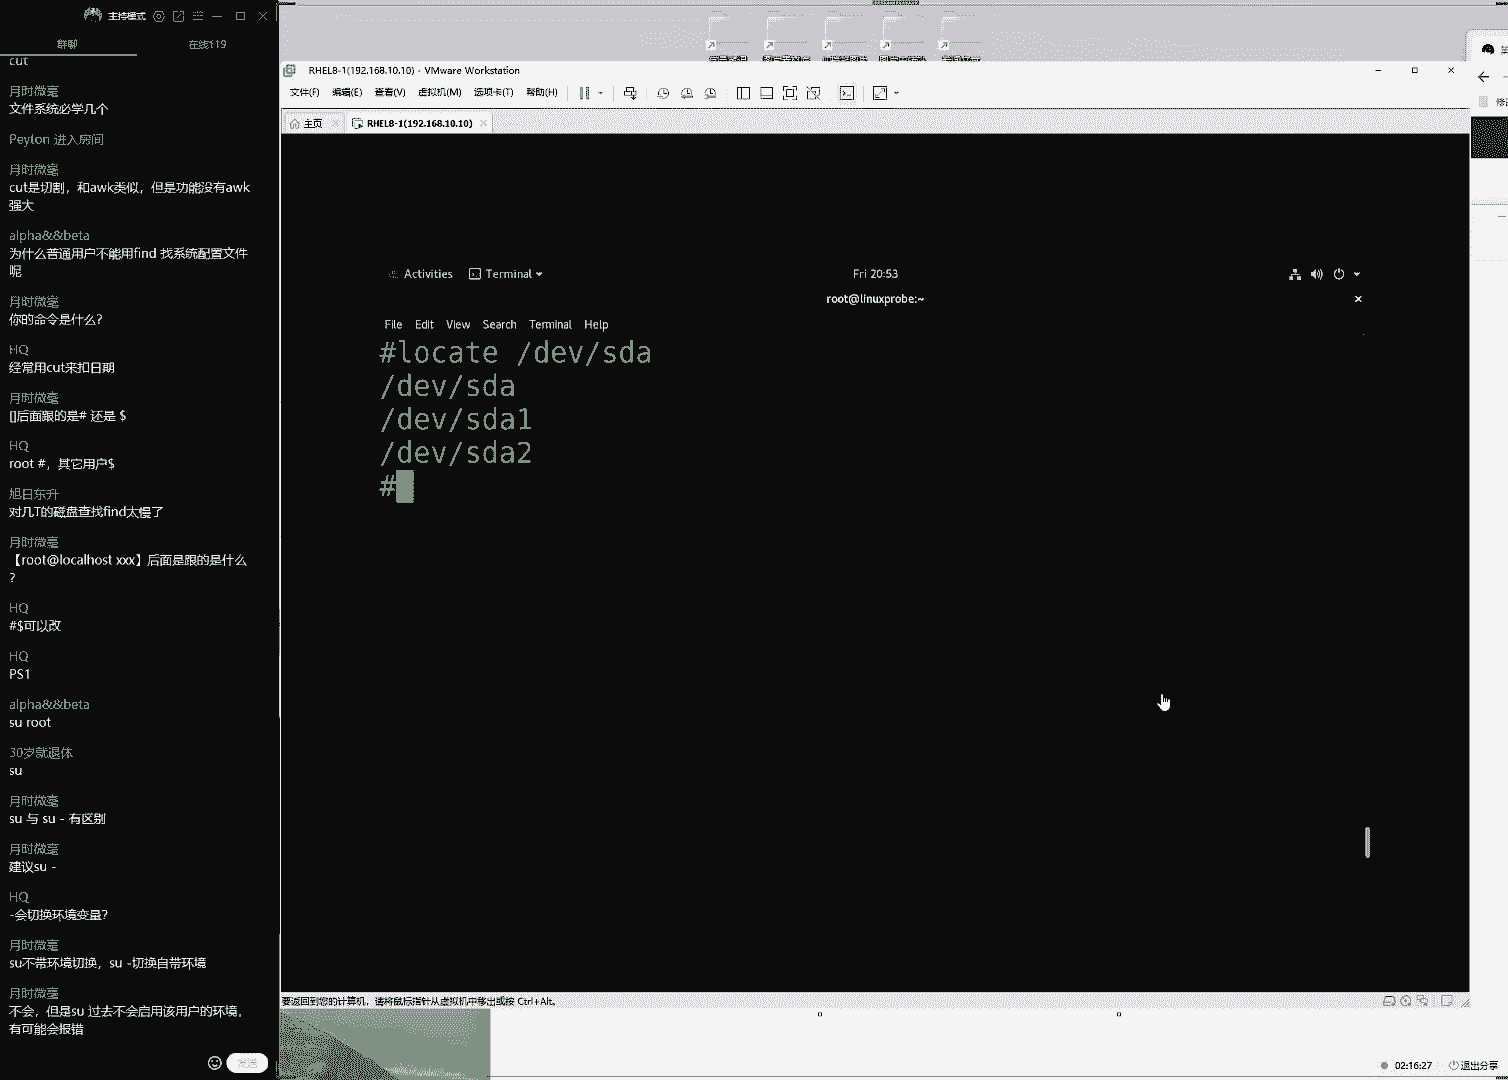 主持模式
群聊
在线119
cut
月时微毫
文件系统必学几个
Peyton 进入房间
月时微毫
cut是切割，和awk类似，但是功能没有awk
强大
alpha&&beta
为什么普通用户不能用find 找系统配置文件
呢
月时微毫
你的命令是什么？
HQ
经常用cut来扣日期
月时微毫
[]后面跟的是# 还是 $
HQ
root #，其它用户$
旭日东升
对几T的磁盘查找find太慢了
月时微毫
【root@localhost xxx】后面是跟的是什么
？
HQ
#$可以改
HQ
PS1
alpha&&beta
su root
30岁就退休
su
月时微毫
su 与 su - 有区别
月时微毫
建议su -
HQ
-会切换环境变量？
月时微毫
su不带环境切换，su -切换自带环境
月时微毫
不会，但是su 过去不会启用该用户的环境，
有可能会报错
发送
RHEL8-1(192.168.10.10) - VMware Workstation
文件(F) 编辑(E) 查看(V) 虚拟机(M) 选项卡(T) 帮助(H)
主页 RHEL8-1(192.168.10.10)
Activities Terminal Fri 20:53
root@linuxprobe:~
File Edit View Search Terminal Help
#locate /dev/sda
/dev/sda
/dev/sda1
/dev/sda2
#
要返回到您的计算机，请将鼠标指针从虚拟机中移出或按 Ctrl+Alt。
02:16:27 退出分享